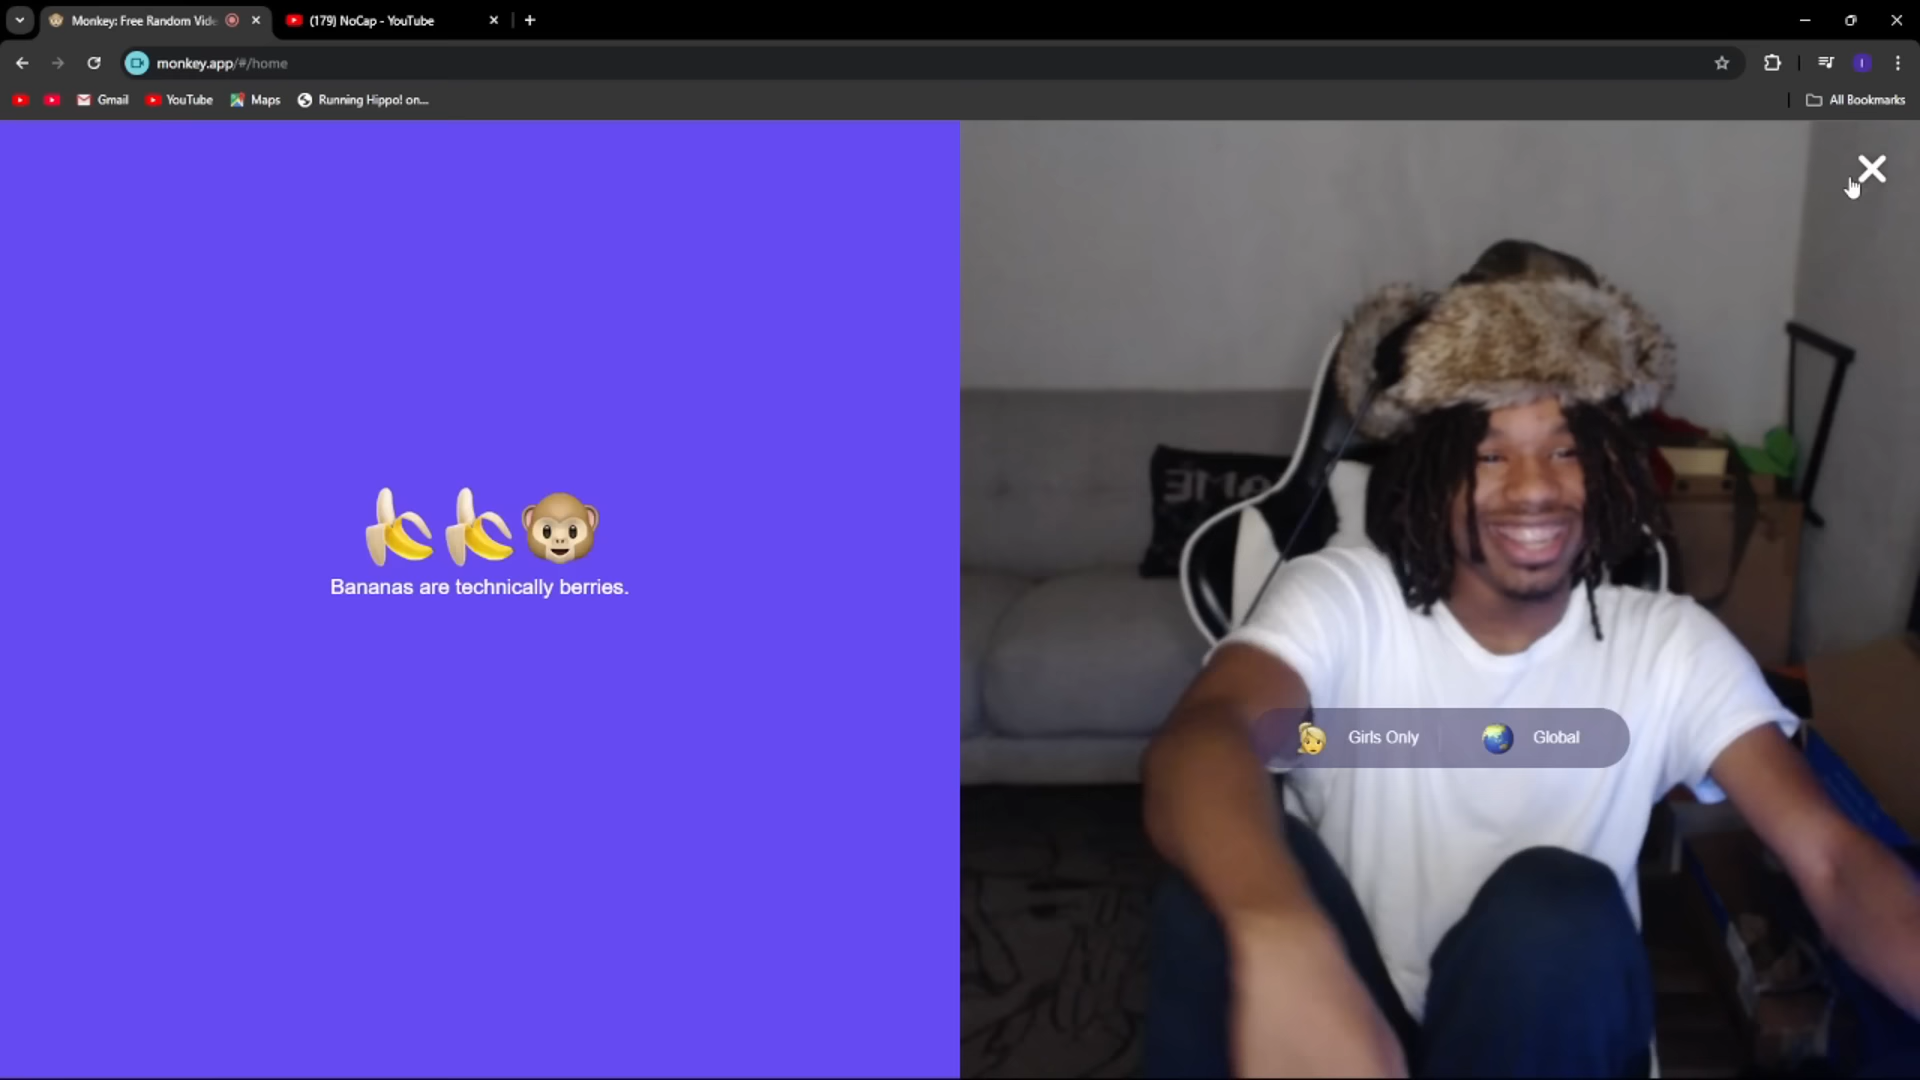 Monkey: Free Random Vide
(179) NoCap - YouTube
monkey.app/#/home
Gmail
YouTube
Maps
Running Hippo! on...
All Bookmarks
Bananas are technically berries.
Girls Only
Global